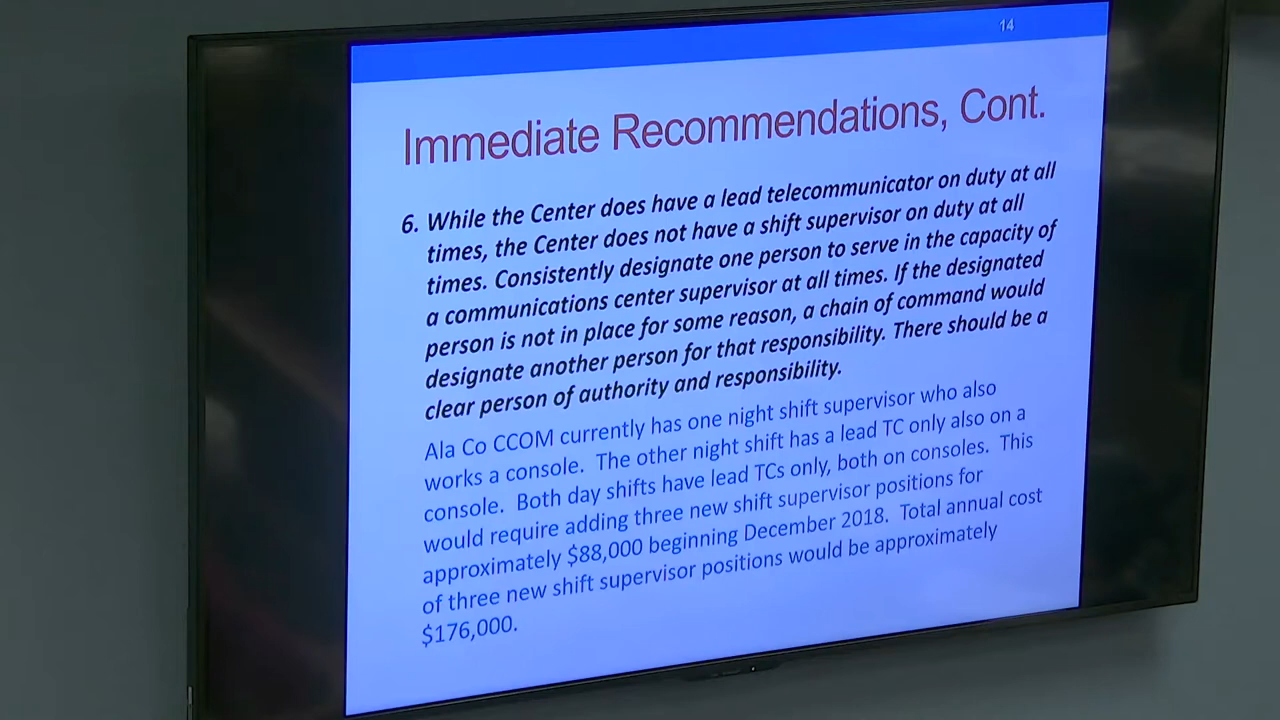 14
Immediate Recommendations, Cont.
6. While the Center does have a lead telecommunicator on duty at all
times, the Center does not have a shift supervisor on duty at all
times. Consistently designate one person to serve in the capacity of
a communications center supervisor at all times. If the designated
person is not in place for some reason, a chain of command would
designate another person for that responsibility. There should be a
clear person of authority and responsibility.
Ala Co CCOM currently has one night shift supervisor who also
works a console. The other night shift has a lead TC only also on a
console. Both day shifts have lead TCs only, both on consoles. This
would require adding three new shift supervisor positions for
approximately $88,000 beginning December 2018. Total annual cost
of three new shift supervisor positions would be approximately
$176,000.